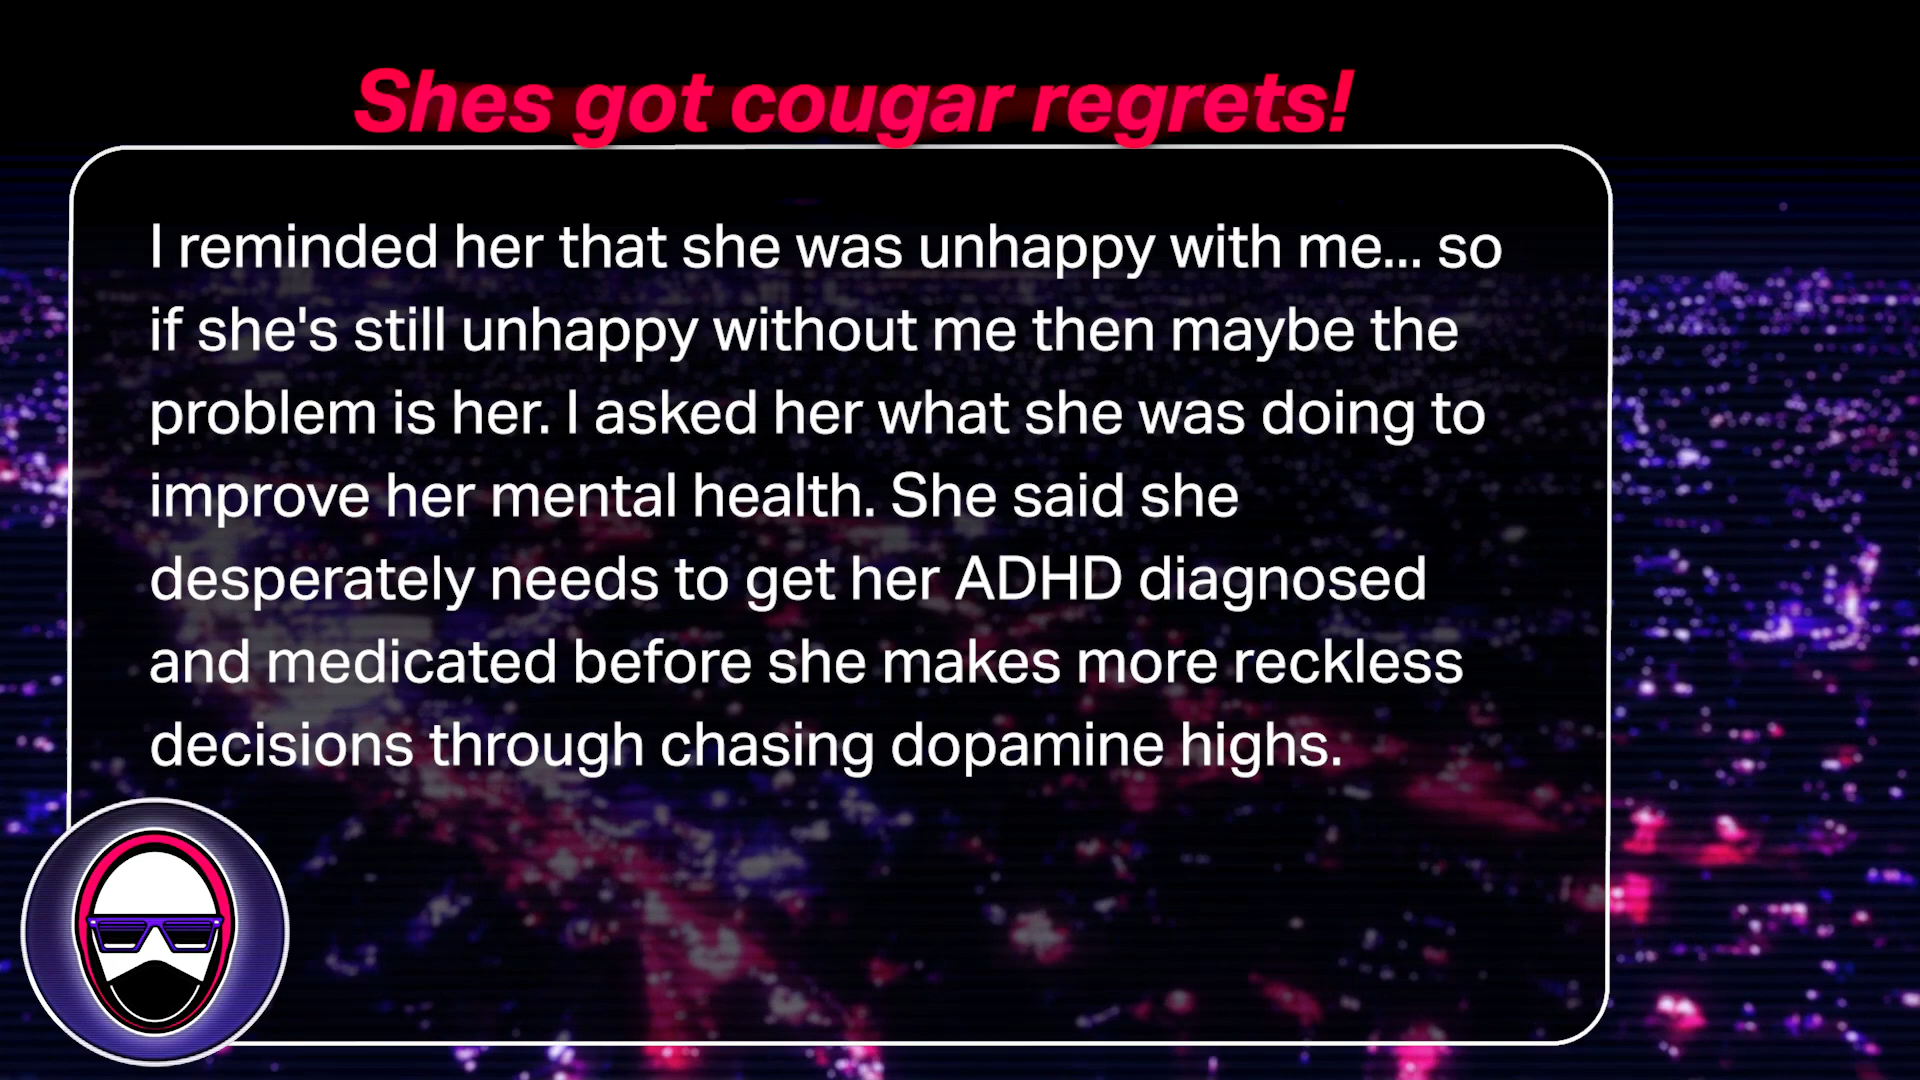 Shes got cougar regrets!
I reminded her that she was unhappy with me... so
if she's still unhappy without me then maybe the
problem is her. I asked her what she was doing to
improve her mental health. She said she
desperately needs to get her ADHD diagnosed
and medicated before she makes more reckless
decisions through chasing dopamine highs.